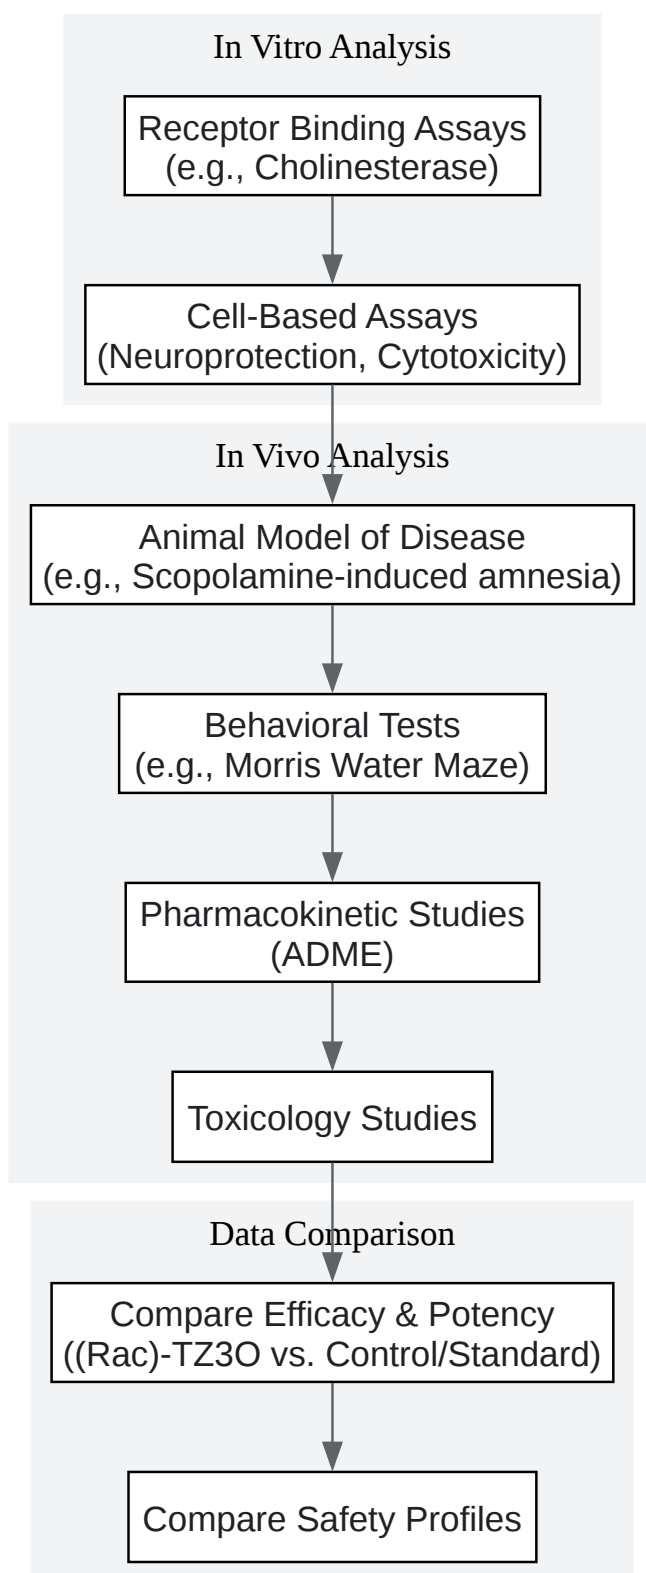 In Vitro Analysis
Receptor Binding Assays
(e.g., Cholinesterase)
Cell-Based Assays
(Neuroprotection, Cytotoxicity)
In Vivo Analysis
Animal Model of Disease
(e.g., Scopolamine-induced amnesia)
Behavioral Tests
(e.g., Morris Water Maze)
Pharmacokinetic Studies
(ADME)
Toxicology Studies
Data Comparison
Compare Efficacy & Potency
((Rac)-TZ3O vs. Control/Standard)
Compare Safety Profiles